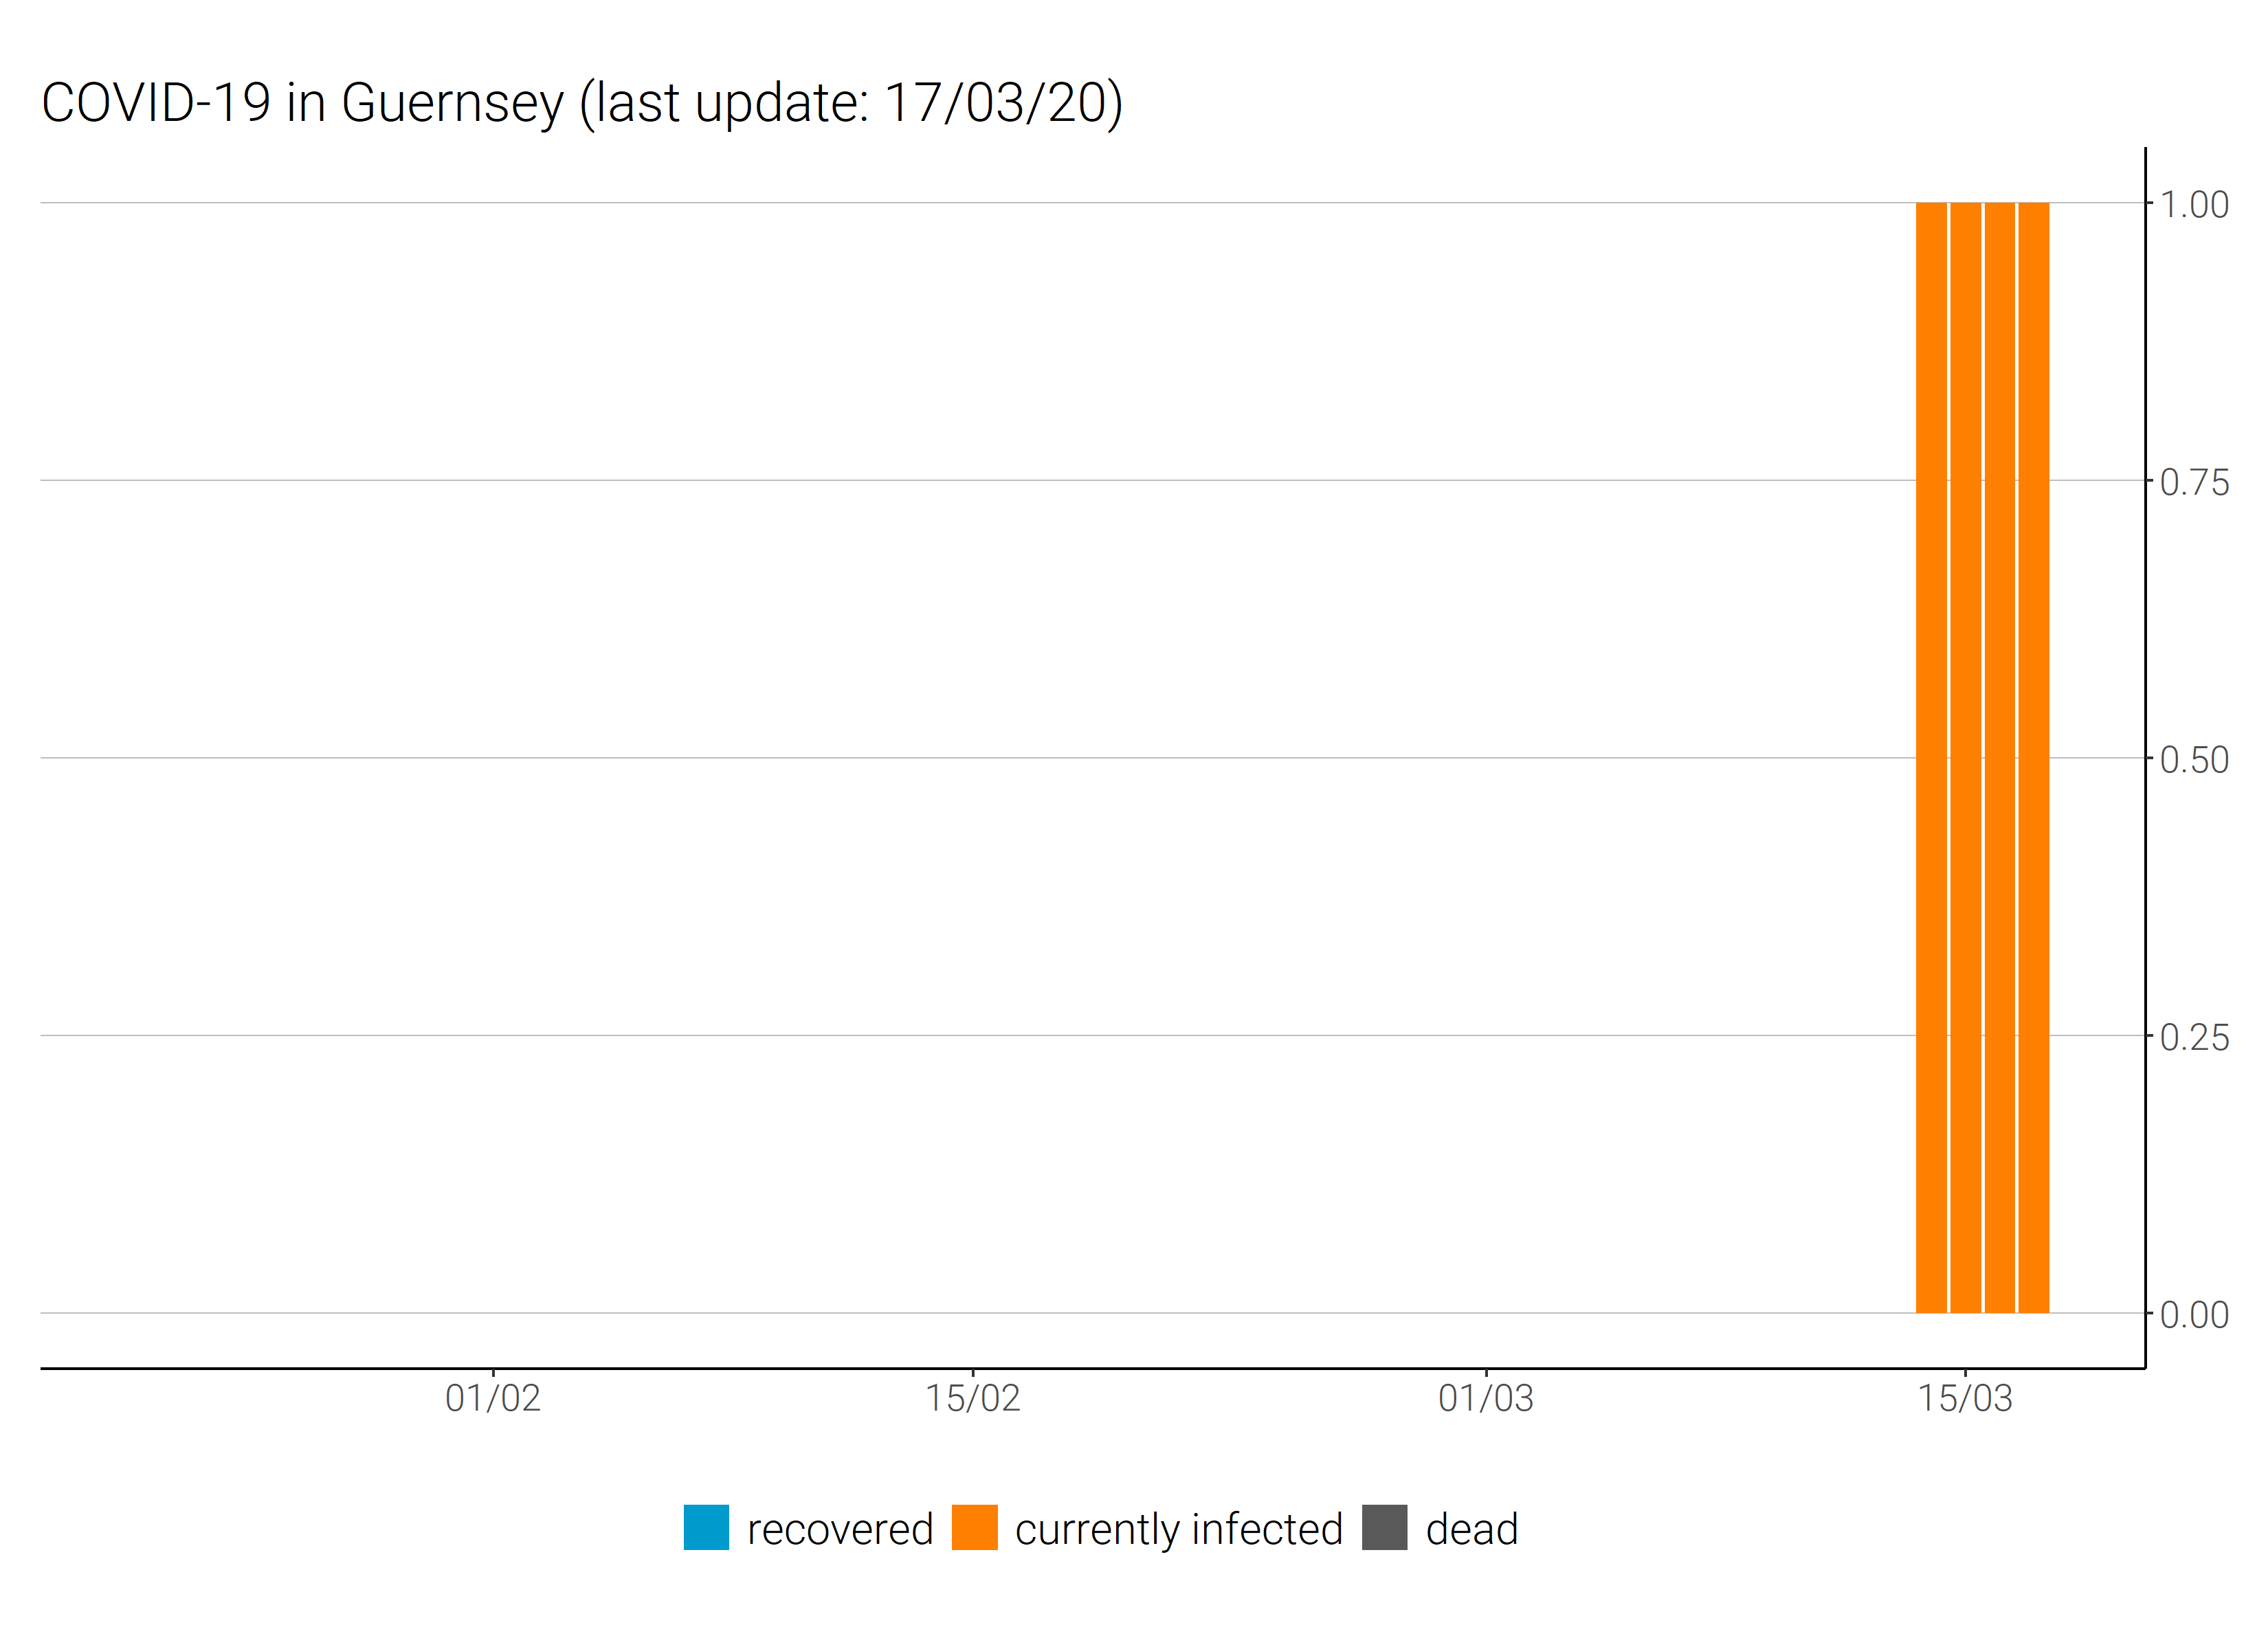 COVID-19 in Guernsey (last update: 17/03/20)
1.00
0.75
0.50
0.25
0.00
01/02 15/02 01/03 15/03
recovered currently infected dead